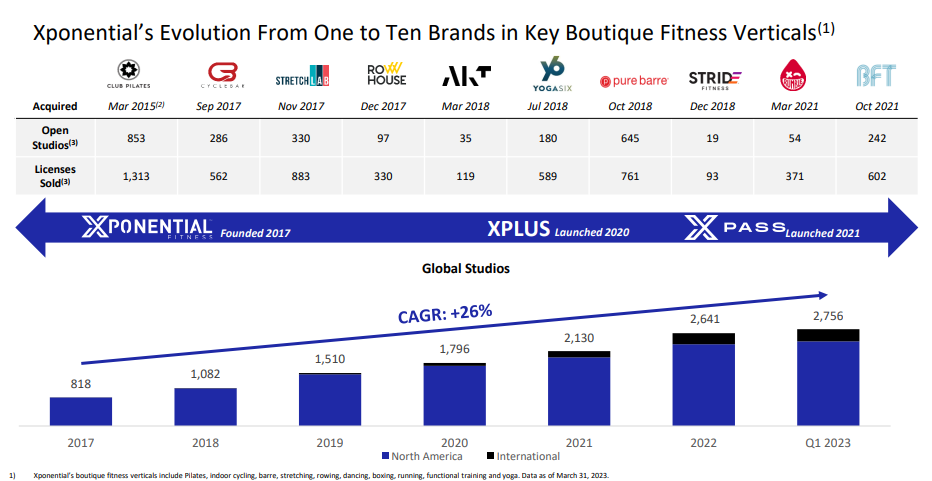 Xponential's Evolution From One to Ten Brands in Key Boutique Fitness Verticals(1)
CLUB PILATES
CYCLEBAR
STRETCH LAB
ROW HOUSE
AKT
Y6 YOGASIX
pure barre
STRIDE FITNESS
RUMBLE
BFT
Acquired Mar 2015(2) Sep 2017 Nov 2017 Dec 2017 Mar 2018 Jul 2018 Oct 2018 Dec 2018 Mar 2021 Oct 2021
Open
Studios(3) 853 286 330 97 35 180 645 19 54 242
Licenses
Sold(3) 1,313 562 883 330 119 589 761 93 371 602
XPONENTIAL FITNESS Founded 2017 XPLUS Launched 2020 X PASS Launched 2021
Global Studios
CAGR: +26%
818 1,082 1,510 1,796 2,130 2,641 2,756
2017 2018 2019 2020 2021 2022 Q1 2023
North America International
1) Xponential's boutique fitness verticals include Pilates, indoor cycling, barre, stretching, rowing, dancing, boxing, running, functional training and yoga. Data as of March 31, 2023.